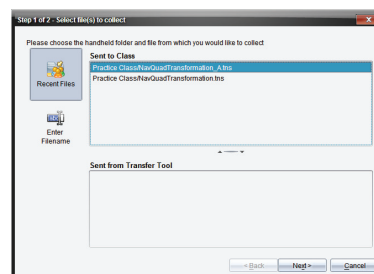 Step 1 of 2 - Select file(s) to collect
Please choose the handheld folder and file from which you would like to collect
Sent to Class
Practice Class/NavQuadTransformation_A.tns
Practice Class/NavQuadTransformation.tns
Recent Files
Enter
Filename
Sent from Transfer Tool
< Back
Next >
Cancel